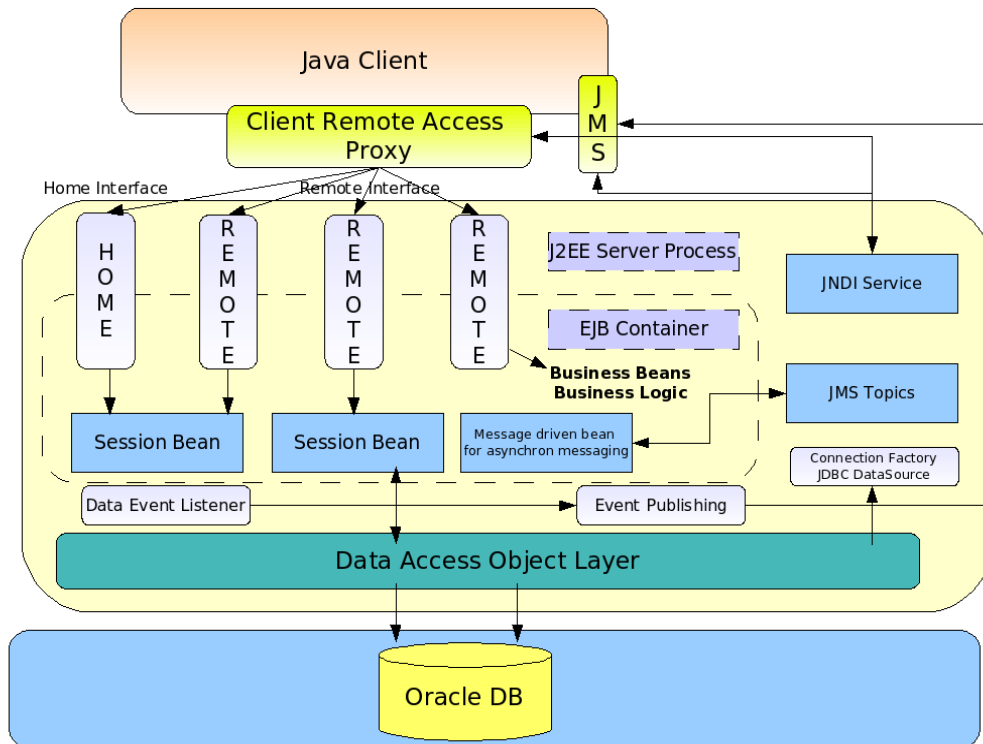 Java Client
J
M
S
Client Remote Access
Proxy
Home Interface
Remote Interface
H
O
M
E
R
E
M
O
T
E
R
E
M
O
T
E
R
E
M
O
T
E
J2EE Server Process
JNDI Service
EJB Container
Business Beans
Business Logic
JMS Topics
Session Bean
Session Bean
Message driven bean
for asynchron messaging
Connection Factory
JDBC DataSource
Data Event Listener
Event Publishing
Data Access Object Layer
Oracle DB